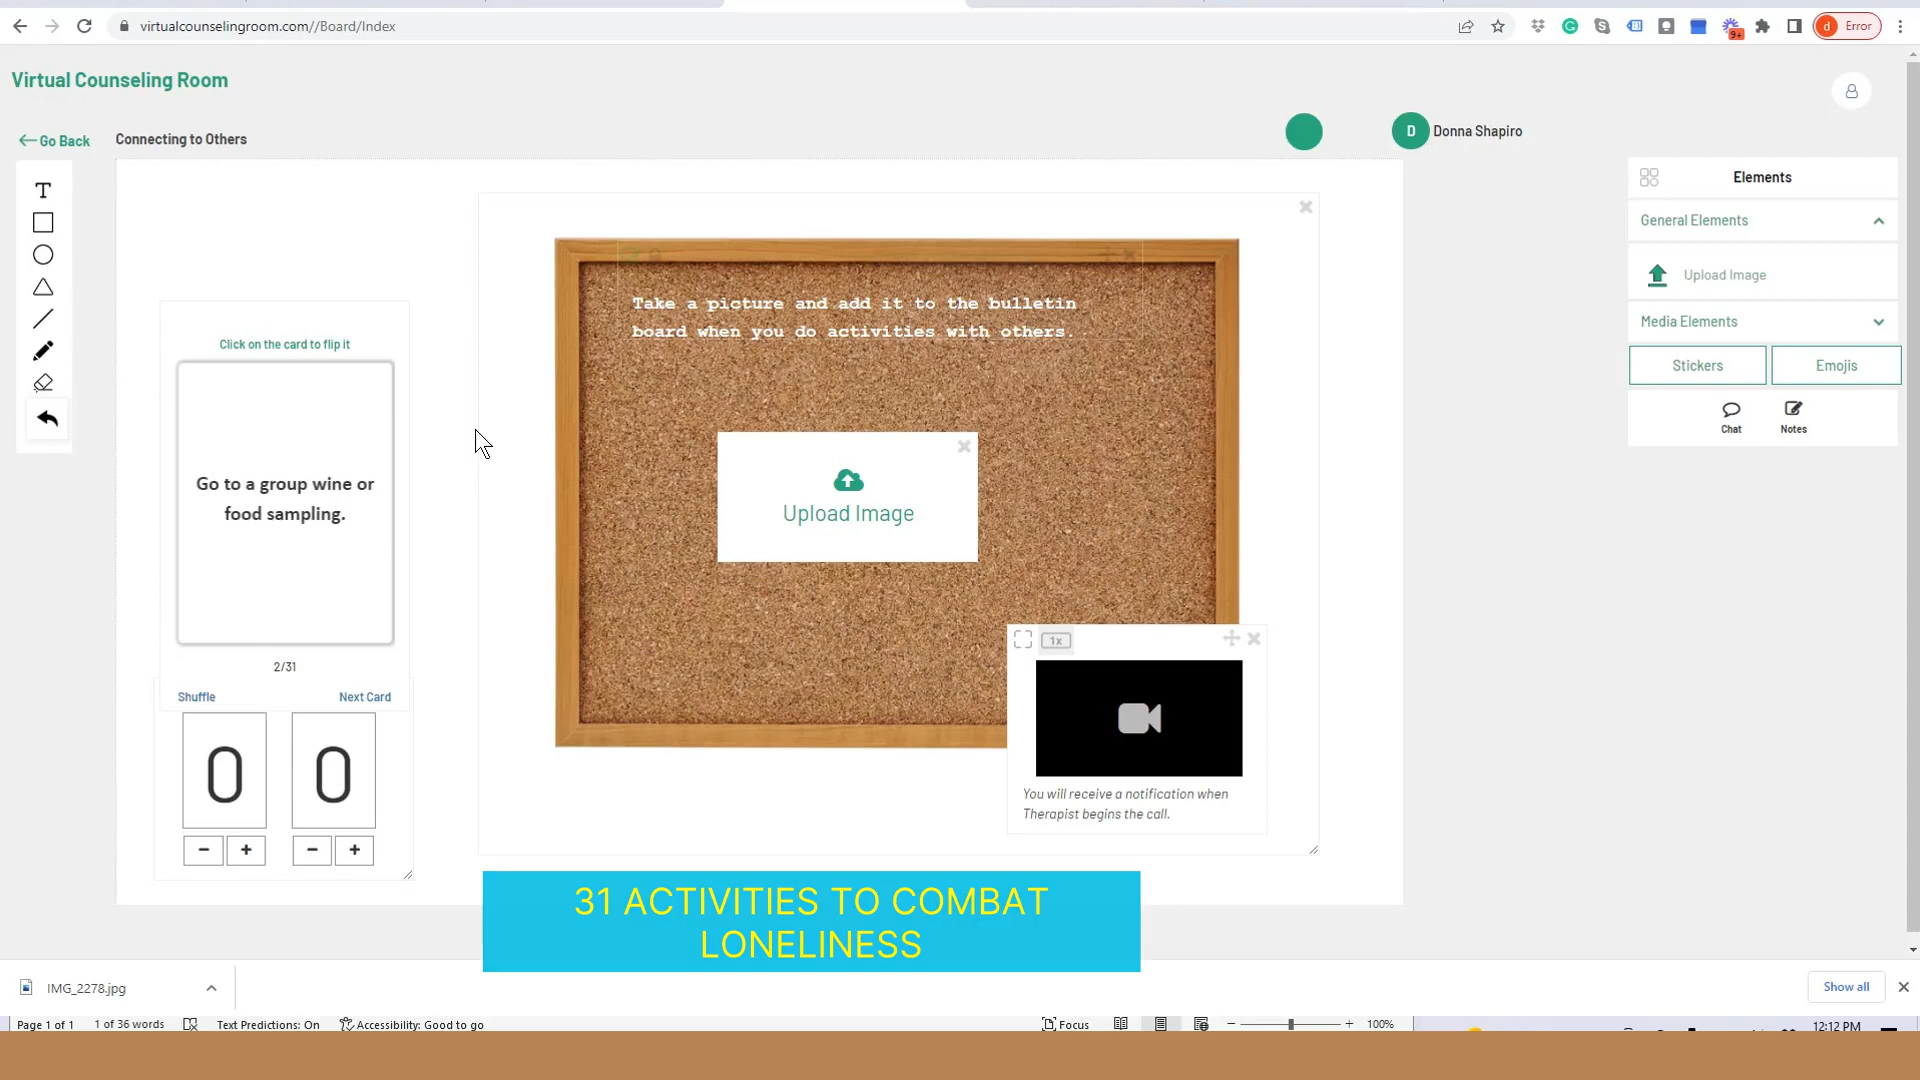 virtualcounselingroom.com//Board/Index
9+
d Error
Virtual Counseling Room
Go Back
Connecting to Others
D Donna Shapiro
T
Elements
General Elements
Upload Image
Media Elements
Stickers Emojis
Chat Notes
Take a picture and add it to the bulletin
board when you do activities with others.
Click on the card to flip it
Go to a group wine or
food sampling.
2/31
Shuffle Next Card
0 0
− + − +
Upload Image
1x
You will receive a notification when
Therapist begins the call.
31 ACTIVITIES TO COMBAT
LONELINESS
IMG_2278.jpg
Show all
Page 1 of 1 1 of 36 words Text Predictions: On Accessibility: Good to go Focus − + 100% 12:12 PM